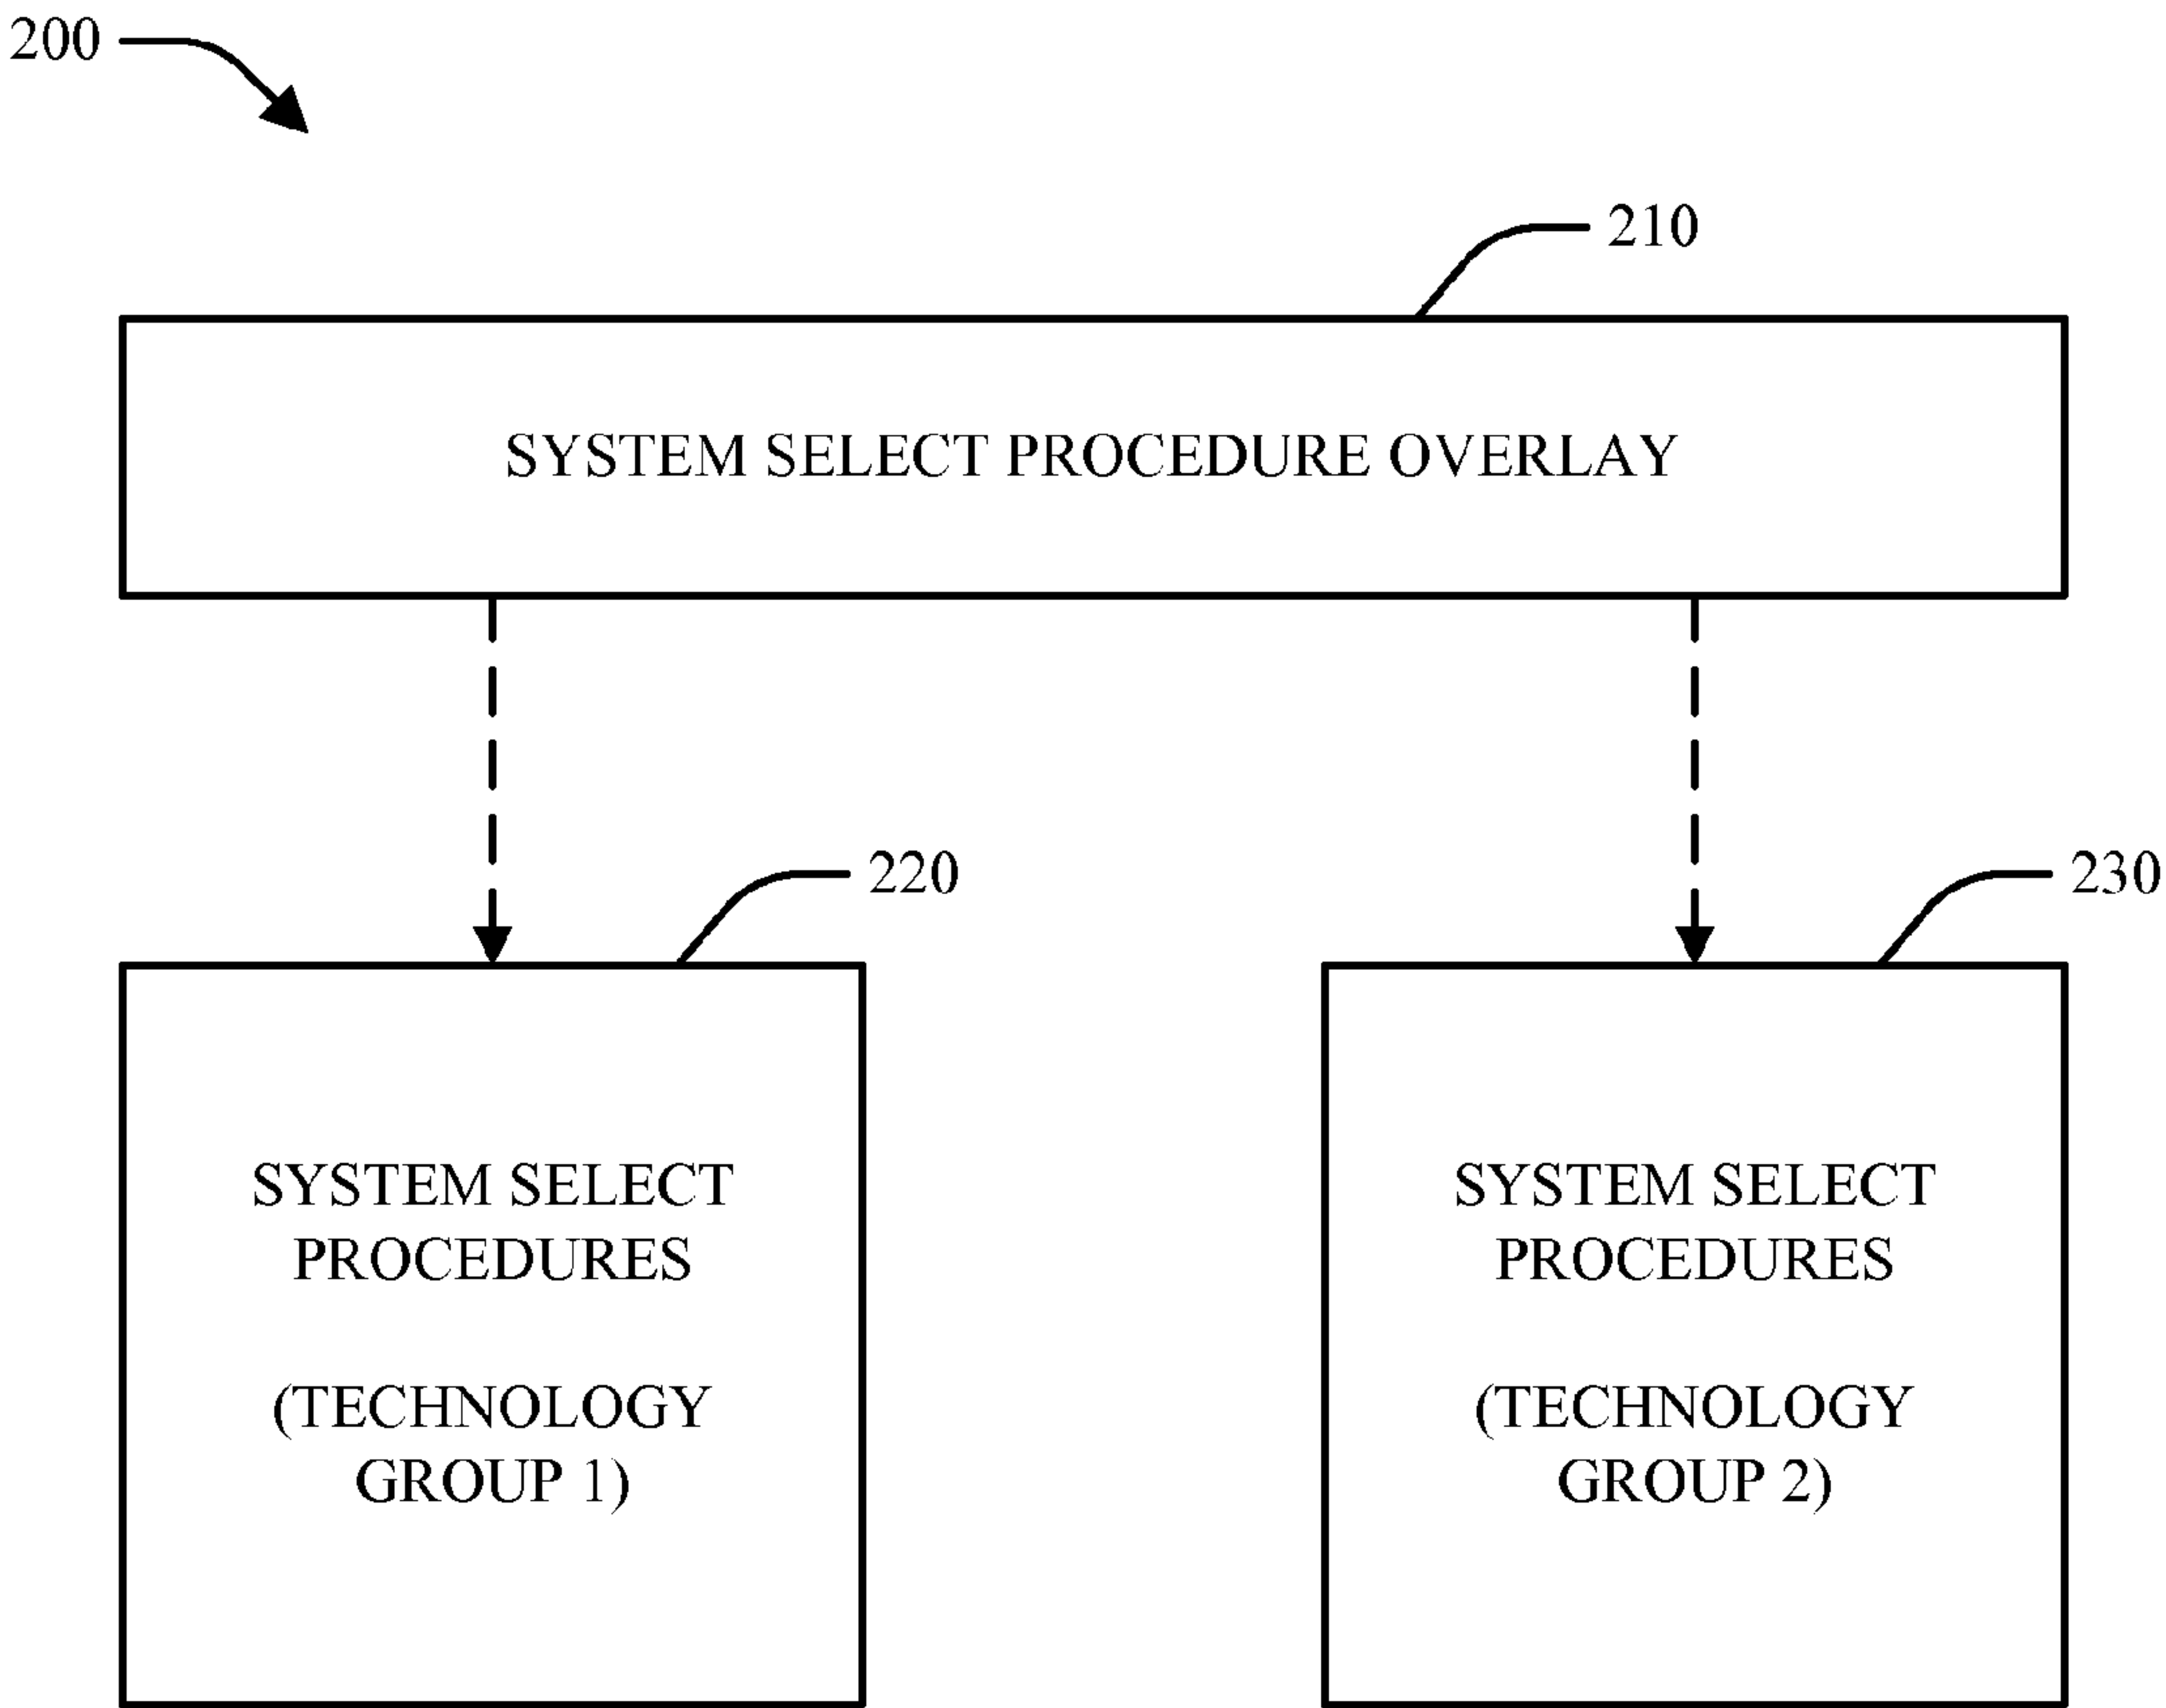 200
210
SYSTEM SELECT PROCEDURE OVERLAY
220
230
SYSTEM SELECT
PROCEDURES
(TECHNOLOGY
GROUP 1)
SYSTEM SELECT
PROCEDURES
(TECHNOLOGY
GROUP 2)